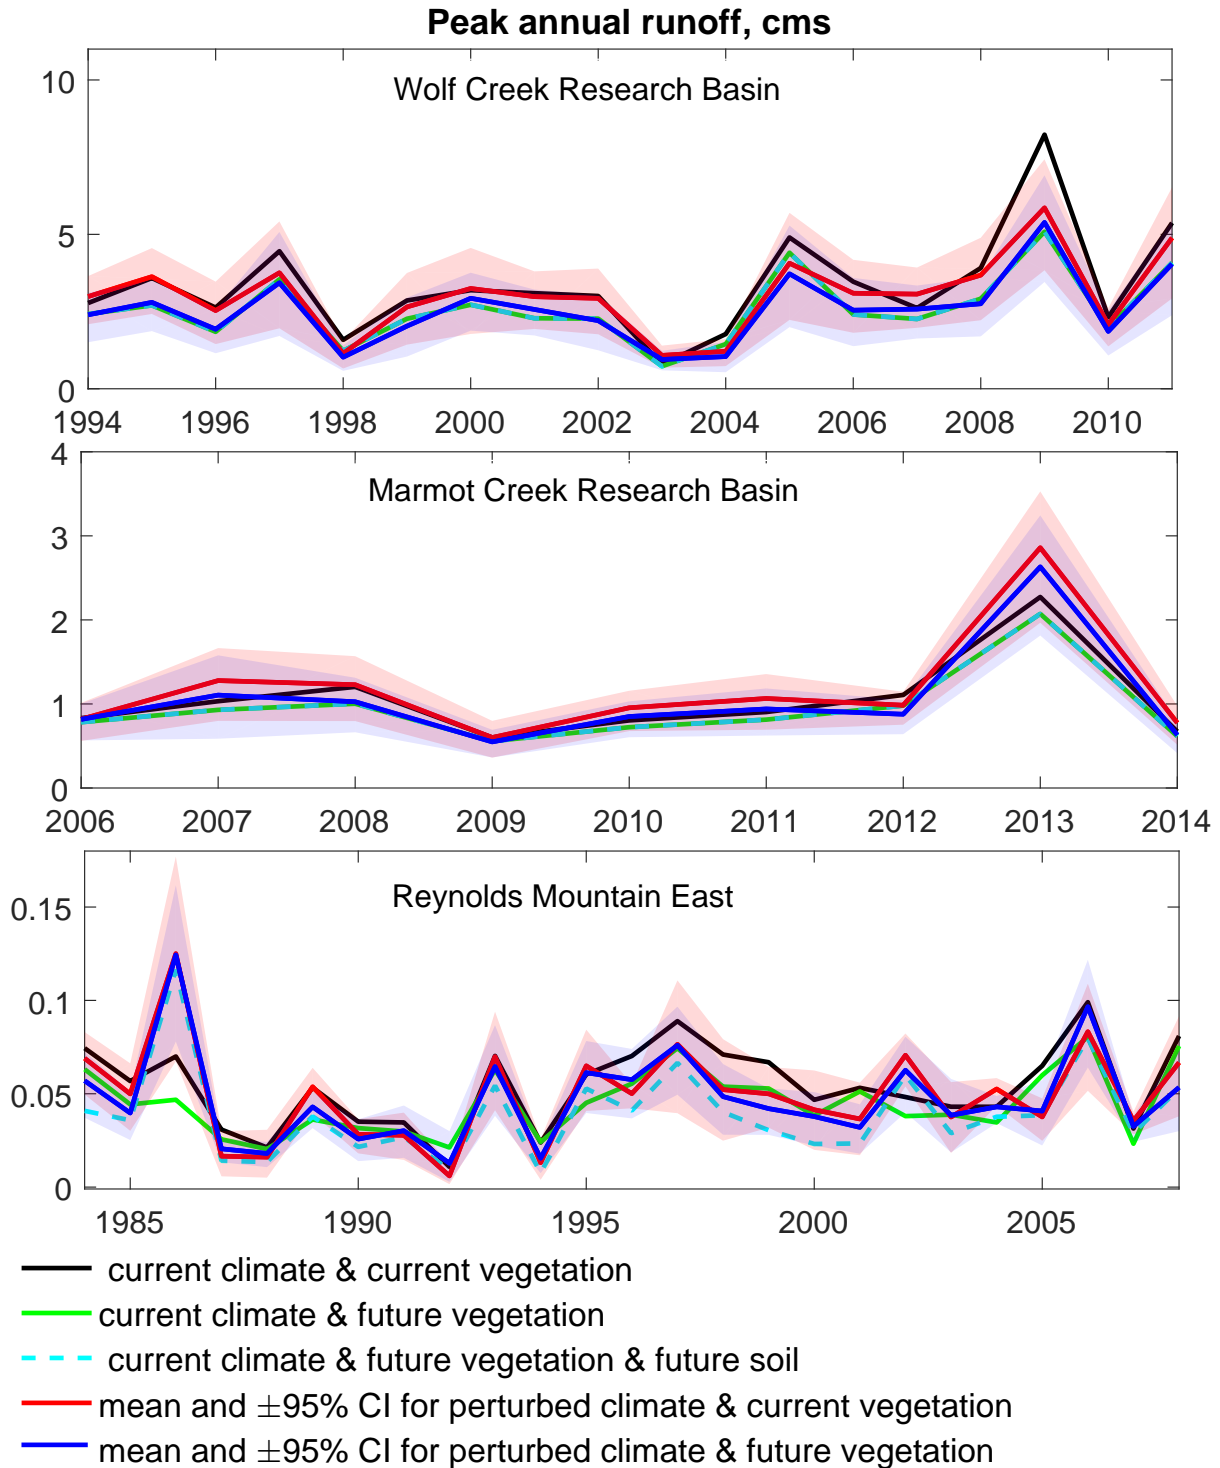 Peak annual runoff, cms
Wolf Creek Research Basin
10
5
0
1994 1996 1998 2000 2002 2004 2006 2008 2010
Marmot Creek Research Basin
4
3
2
1
0
2006 2007 2008 2009 2010 2011 2012 2013 2014
Reynolds Mountain East
0.15
0.1
0.05
0
1985 1990 1995 2000 2005
current climate & current vegetation
current climate & future vegetation
current climate & future vegetation & future soil
mean and ±95% CI for perturbed climate & current vegetation
mean and ±95% CI for perturbed climate & future vegetation